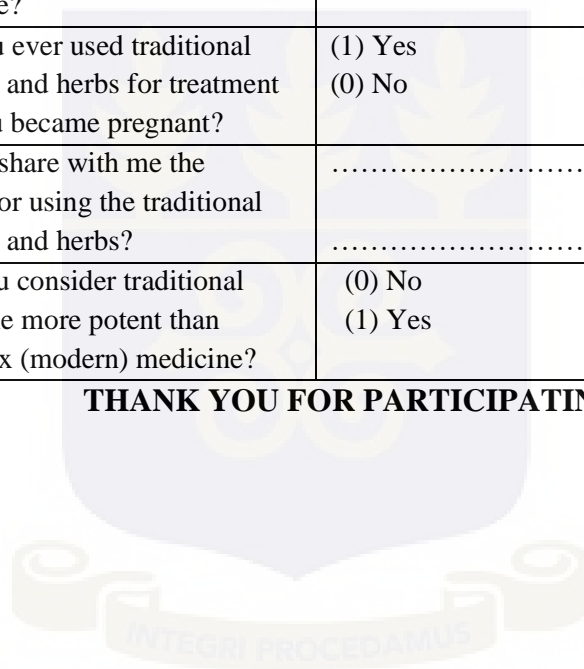 e?
u ever used traditional (1) Yes
and herbs for treatment (0) No
u became pregnant?
share with me the ……………………………
or using the traditional
and herbs? ……………………………
u consider traditional (0) No
e more potent than (1) Yes
x (modern) medicine?
THANK YOU FOR PARTICIPATIN
INTEGRI PROCEDAMUS